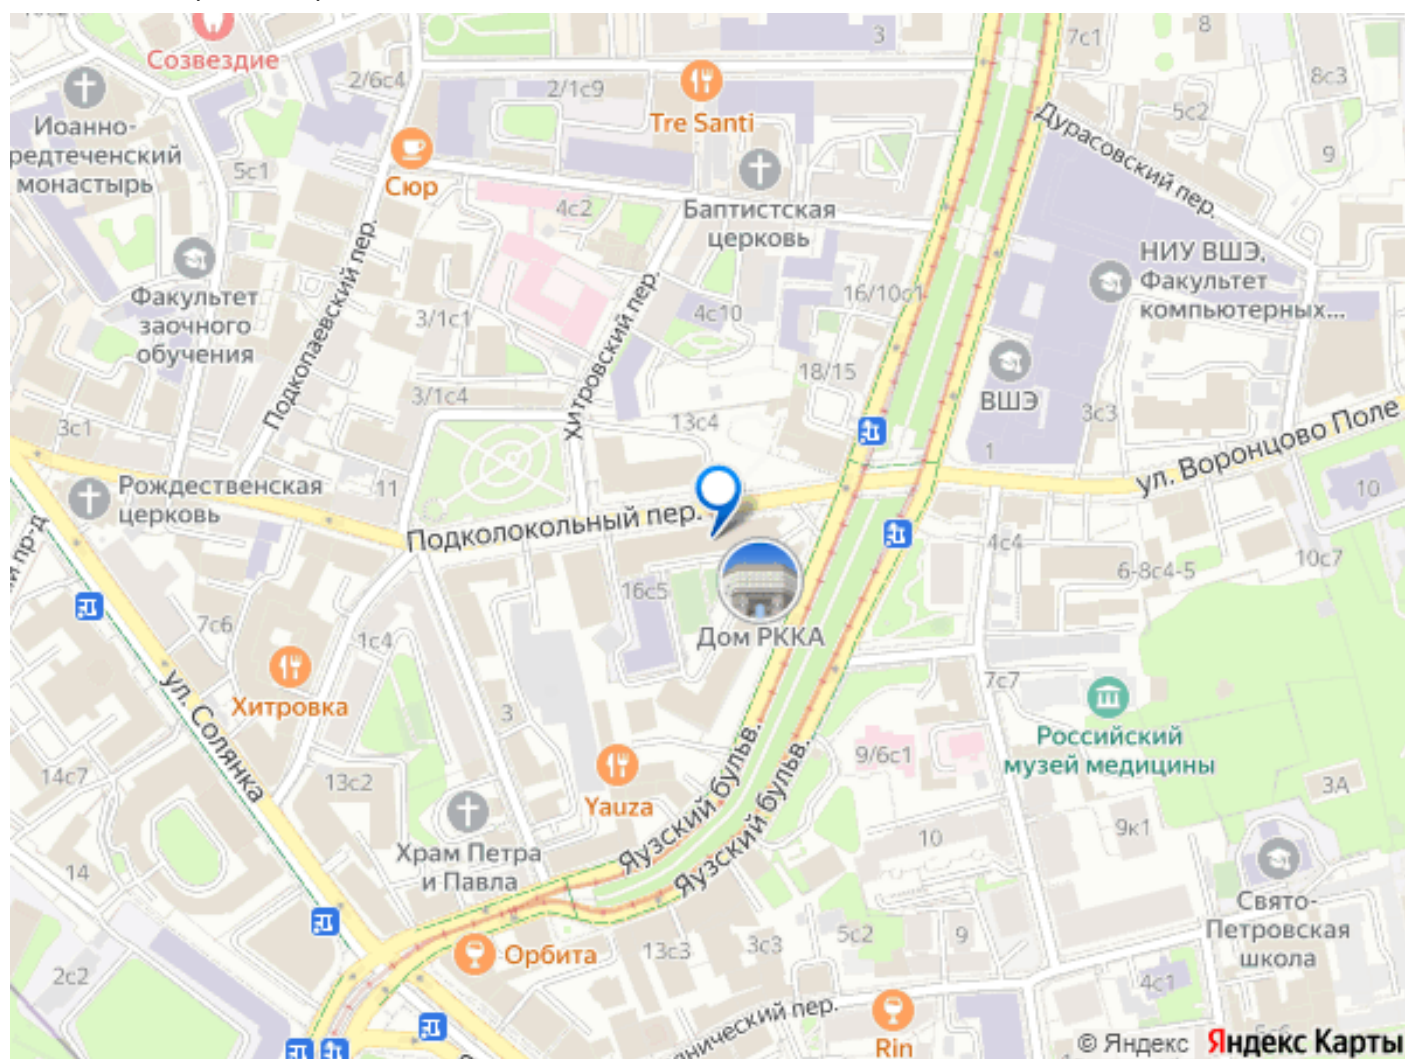 Созвездие
3
7с1
8
8с3
2/6с4
2/1с9
Tre Santi
5с2
Дурасовский пер.
9
Иоанно-
редтеченский
монастырь
5с1
Сюр
4с2
Баптистская
церковь
НИУ ВШЭ,
Факультет
компьютерных...
Факультет
заочного
обучения
Подкопаевский пер.
3/1с1
Хитровский пер.
4с10
16/10с1
18/15
ВШЭ
3/1с4
13с4
3с3
3с1
1
ул. Воронцово Поле
Рождественская
церковь
11
10
Подколокольный пер.
4с4
10с7
6-8с4-5
16с5
Дом РККА
7с6
1с4
ул. Солянка
Хитровка
3
7с7
Российский
музей медицины
9/6с1
3А
14с7
13с2
Yauza
Яузский бульв.
Яузский бульв.
10
9к1
Храм Петра
и Павла
14
Свято-
Петровская
школа
Орбита
13с3
3с3
5с2
9
2с2
4с1
Rin
© Яндекс Яндекс Карты